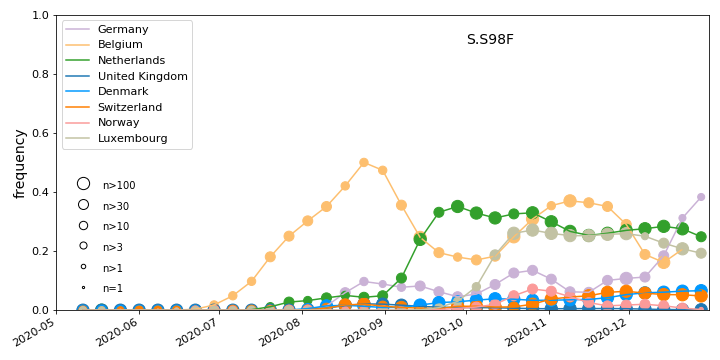 S.S98F
frequency
1.0
0.8
0.6
0.4
0.2
0.0
Germany
Belgium
Netherlands
United Kingdom
Denmark
Switzerland
Norway
Luxembourg
n>100
n>30
n>10
n>3
n>1
n=1
2020-05
2020-06
2020-07
2020-08
2020-09
2020-10
2020-11
2020-12